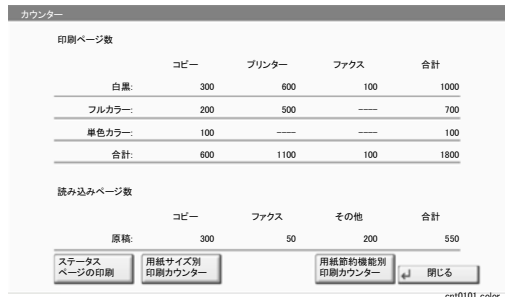 カウンター
印刷ページ数
コピー プリンター ファクス 合計
白黒: 300 600 100 1000
フルカラー: 200 500 ---- 700
単色カラー: 100 ---- ---- 100
合計: 600 1100 100 1800
読み込みページ数
コピー ファクス その他 合計
原稿: 300 50 200 550
ステータス
ページの印刷
用紙サイズ別
印刷カウンター
用紙節約機能別
印刷カウンター
閉じる
cnt0101.color